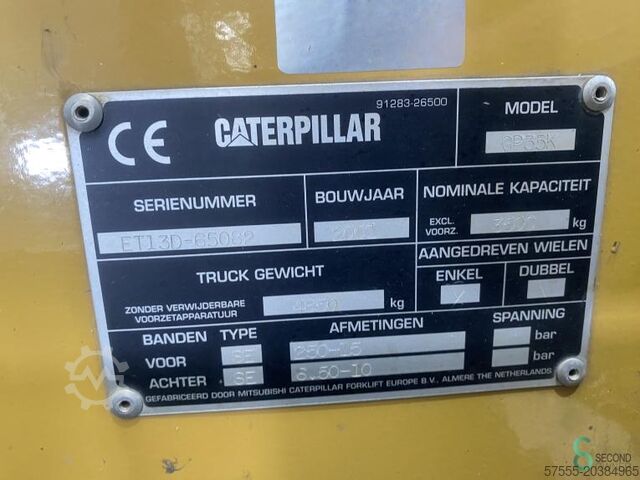 91283-26500
CE CATERPILLAR
MODEL
GP35K
SERIENUMMER
ET13D-65082
BOUWJAAR
NOMINALE KAPACITEIT
EXCL. VOORZ. kg
TRUCK GEWICHT
ZONDER VERWIJDERBARE VOORZETAPPARATUUR kg
AANGEDREVEN WIELEN
ENKEL X
DUBBEL
BANDEN TYPE AFMETINGEN SPANNING
VOOR SE 250-15 bar
ACHTER SE 6.50-10 bar
GEFABRICEERD DOOR MITSUBISHI CATERPILLAR FORKLIFT EUROPE B.V., ALMERE THE NETHERLANDS.
SECOND
57555-20384965